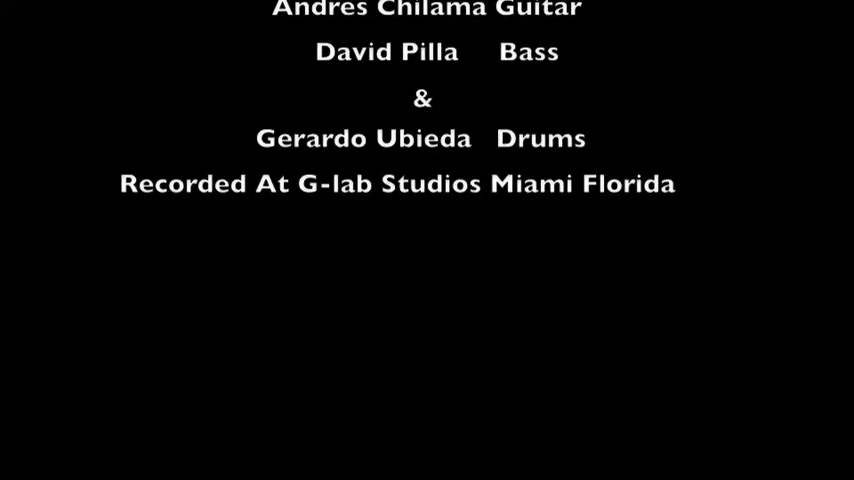 Andres Chilama Guitar
David Pilla Bass
&
Gerardo Ubieda Drums
Recorded At G-lab Studios Miami Florida